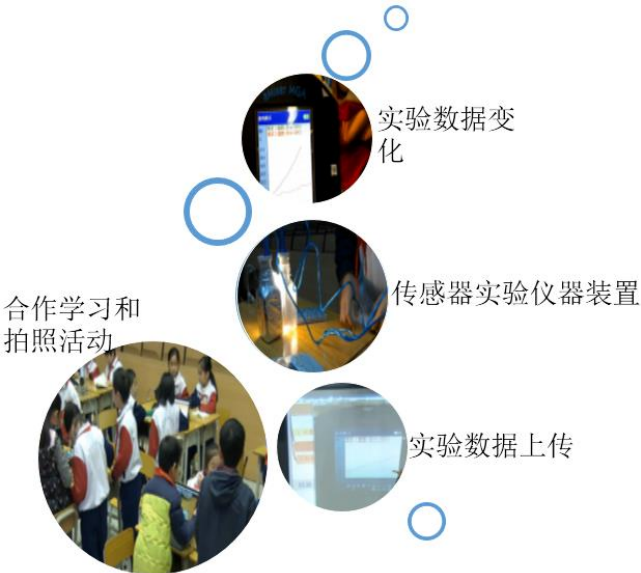 实验数据变
化
传感器实验仪器装置
合作学习和
拍照活动
实验数据上传